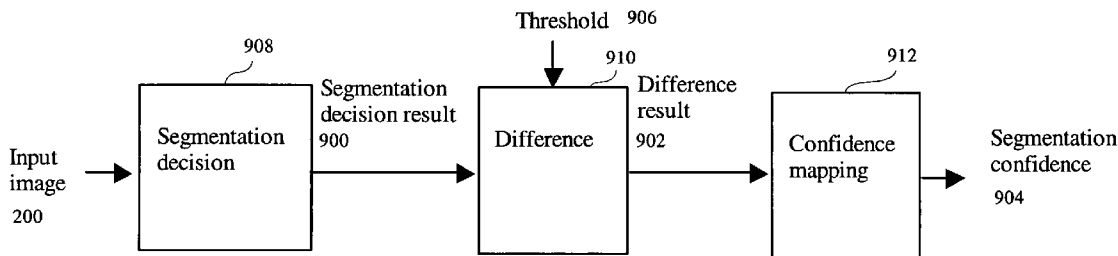 Threshold 906
908
910
912
Segmentation
decision result
900
Difference
result
902
Segmentation
decision
Difference
Confidence
mapping
Input
image
200
Segmentation
confidence
904